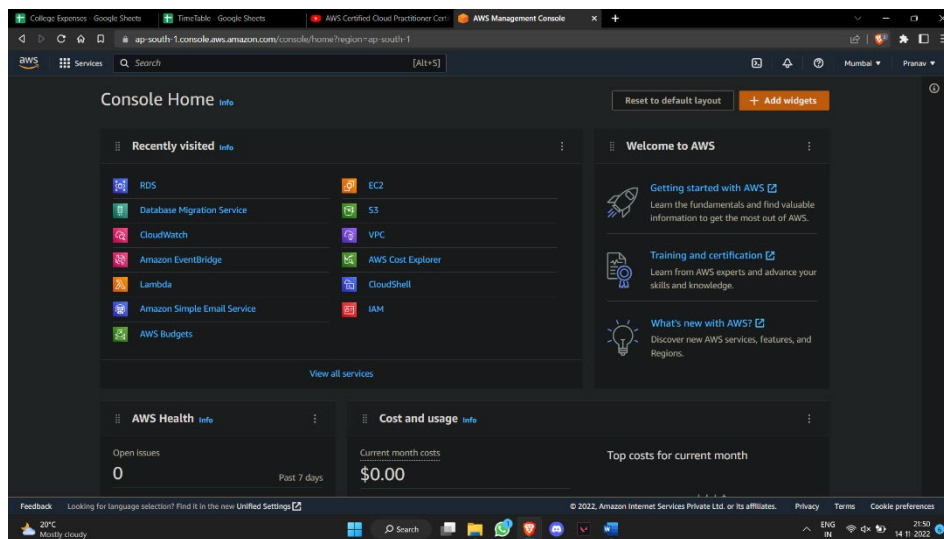 College Expenses - Google Sheets
TimeTable - Google Sheets
AWS Certified Cloud Practitioner Cert
AWS Management Console
ap-south-1.console.aws.amazon.com/console/home?region=ap-south-1
aws
Services
Search
[Alt+S]
Mumbai
Pranav
Console Home Info
Reset to default layout
+ Add widgets
Recently visited Info
RDS
Database Migration Service
CloudWatch
Amazon EventBridge
Lambda
Amazon Simple Email Service
AWS Budgets
EC2
S3
VPC
AWS Cost Explorer
CloudShell
IAM
View all services
Welcome to AWS
Getting started with AWS
Learn the fundamentals and find valuable
information to get the most out of AWS.
Training and certification
Learn from AWS experts and advance your
skills and knowledge.
What's new with AWS?
Discover new AWS services, features, and
Regions.
AWS Health Info
Open issues
0
Past 7 days
Cost and usage Info
Current month costs
$0.00
Top costs for current month
Feedback
Looking for language selection? Find it in the new Unified Settings
© 2022, Amazon Internet Services Private Ltd. or its affiliates.
Privacy
Terms
Cookie preferences
20°C
Mostly cloudy
Search
ENG
IN
21:50
14-11-2022